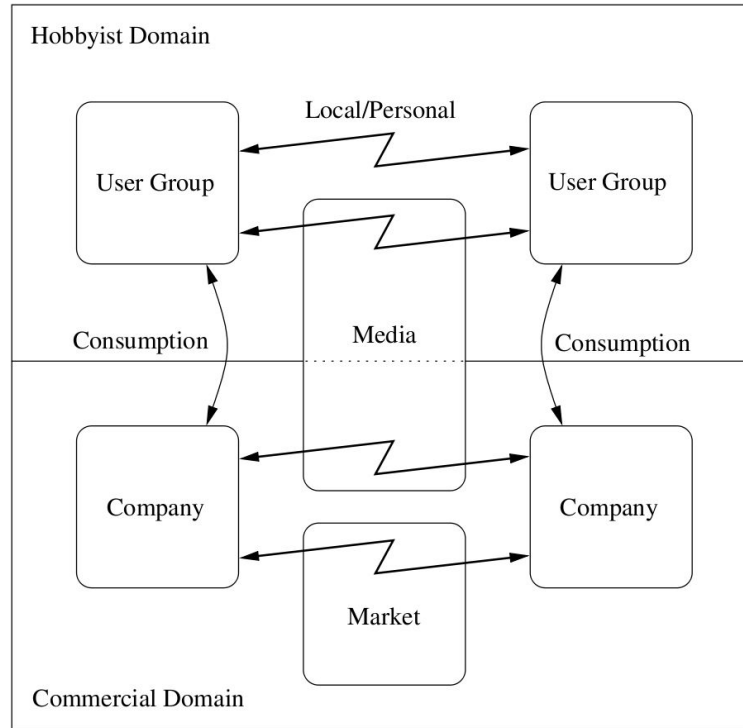 Hobbyist Domain
Local/Personal
User Group
User Group
Consumption
Media
Consumption
Company
Company
Market
Commercial Domain